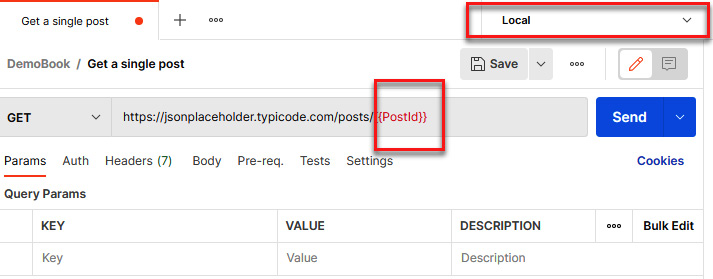 Get a single post
Local
DemoBook / Get a single post
Save
GET
https://jsonplaceholder.typicode.com/posts/{{PostId}}
Send
Params Auth Headers (7) Body Pre-req. Tests Settings Cookies
Query Params
KEY VALUE DESCRIPTION Bulk Edit
Key Value Description